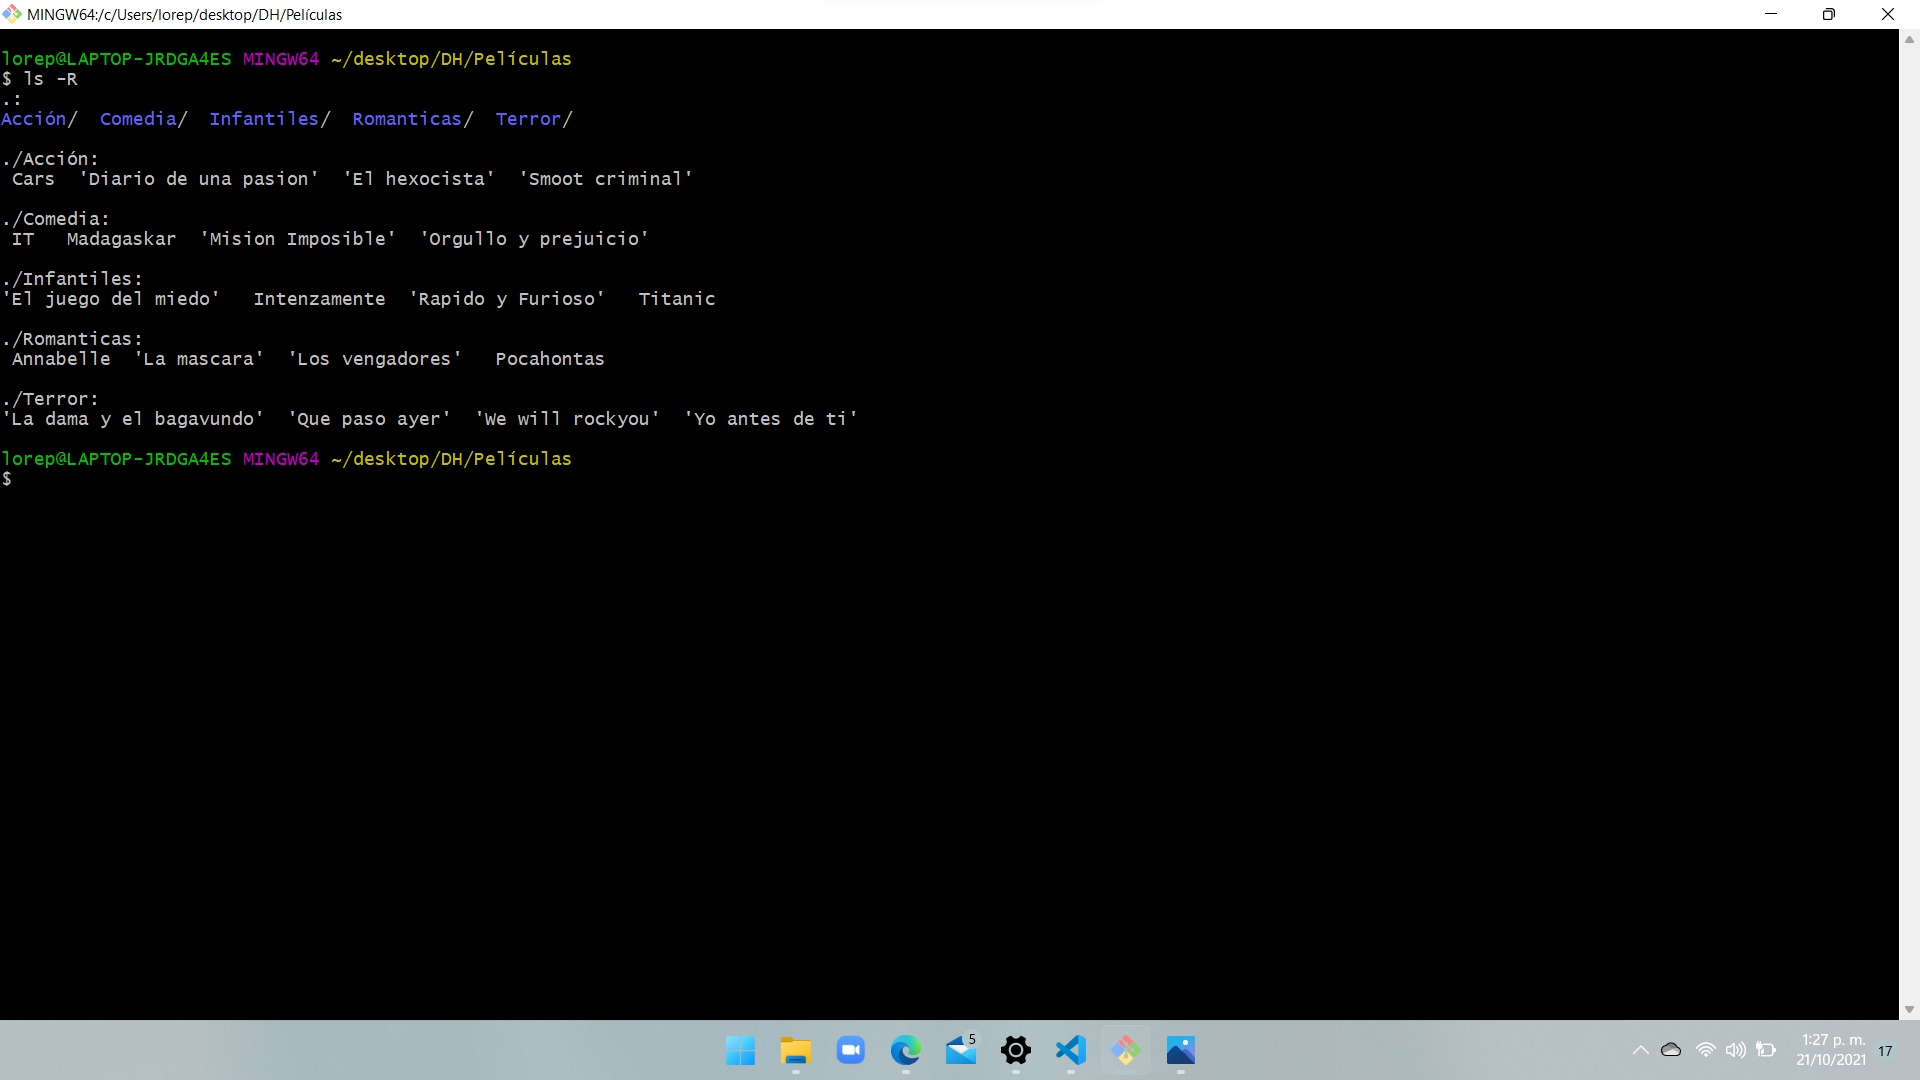 MINGW64:/c/Users/lorep/desktop/DH/Películas
lorep@LAPTOP-JRDGA4ES MINGW64 ~/desktop/DH/Películas
$ ls -R
.:
Acción/  Comedia/  Infantiles/  Romanticas/  Terror/
./Acción:
 Cars  'Diario de una pasion'  'El hexocista'  'Smoot criminal'
./Comedia:
 IT   Madagaskar  'Mision Imposible'  'Orgullo y prejuicio'
./Infantiles:
'El juego del miedo'   Intenzamente  'Rapido y Furioso'   Titanic
./Romanticas:
 Annabelle  'La mascara'  'Los vengadores'   Pocahontas
./Terror:
'La dama y el bagavundo'  'Que paso ayer'  'We will rockyou'  'Yo antes de ti'
lorep@LAPTOP-JRDGA4ES MINGW64 ~/desktop/DH/Películas
$
5
1:27 p. m.
21/10/2021
17